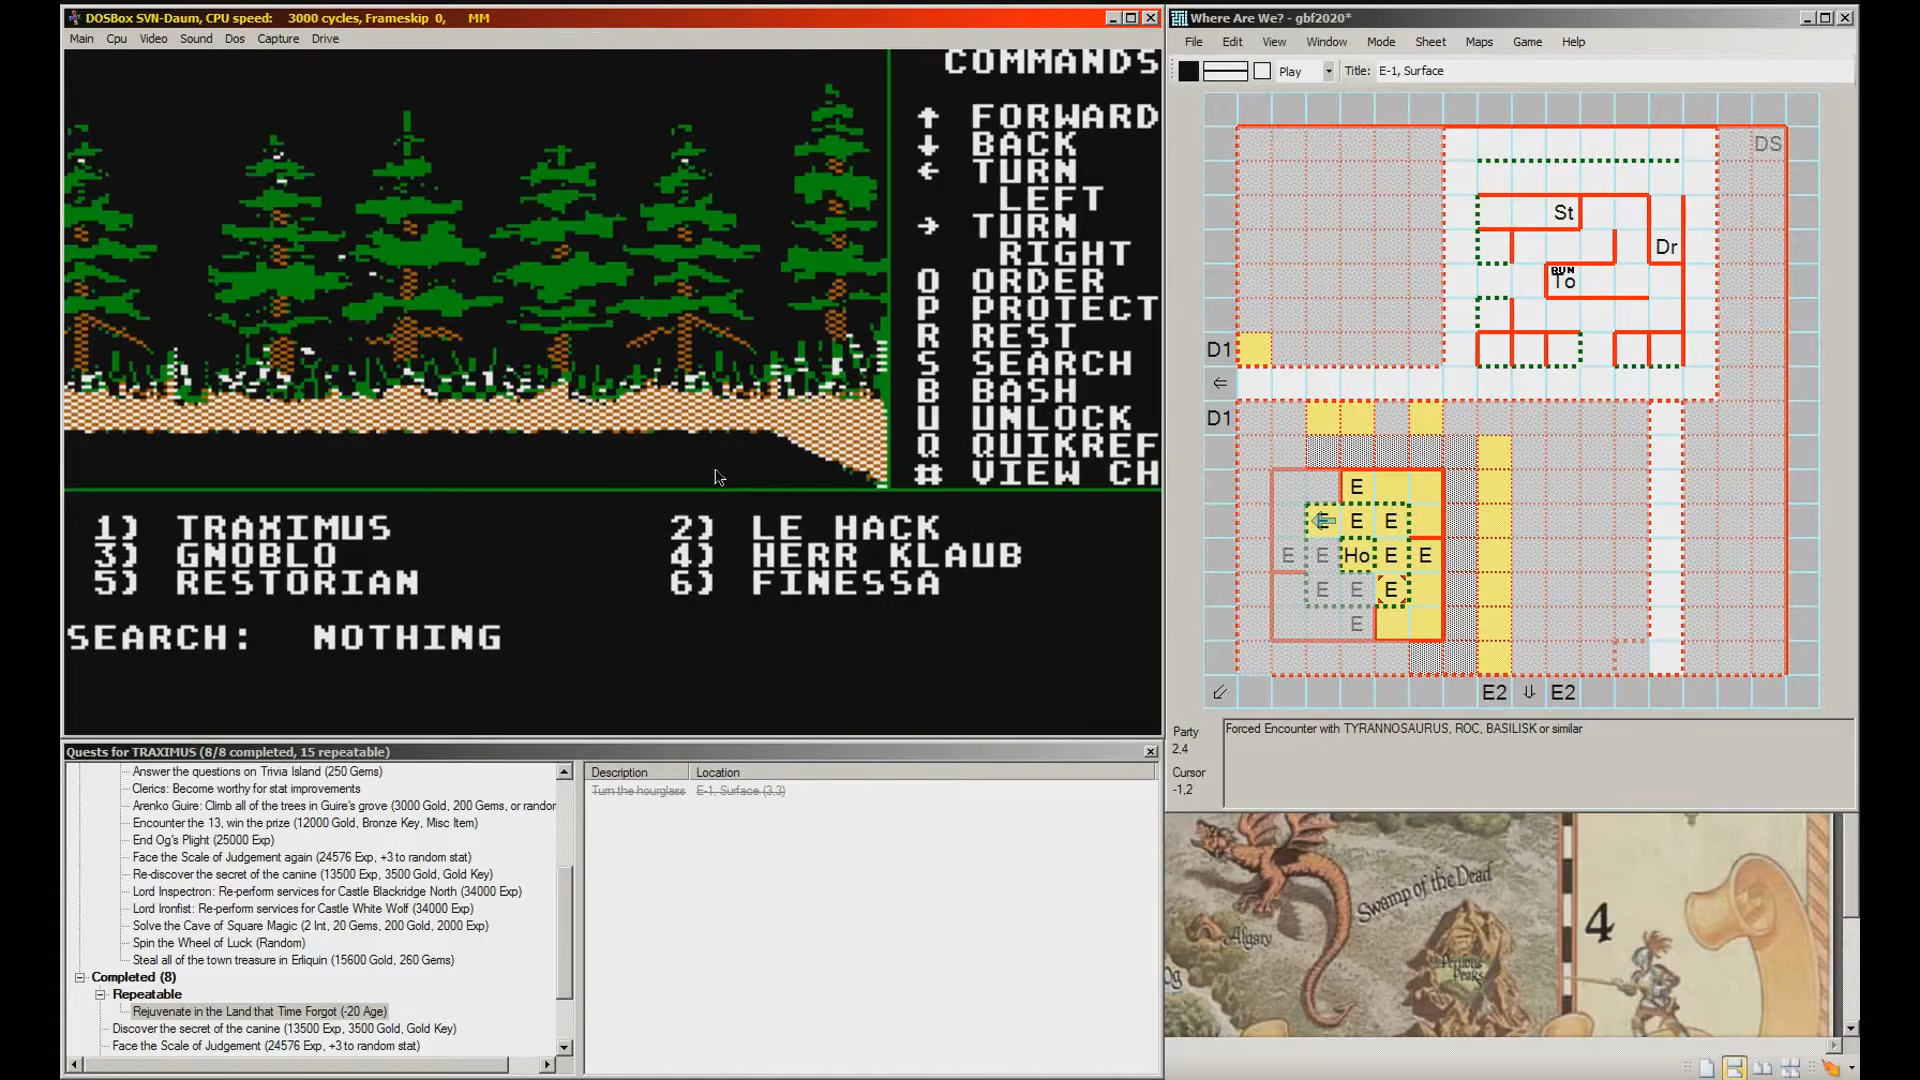 DOSBox SVN-Daum, CPU speed: 3000 cycles, Frameskip 0, MM
Main Cpu Video Sound Dos Capture Drive
COMMANDS
↑ FORWARD
↓ BACK
← TURN
LEFT
→ TURN
RIGHT
O ORDER
P PROTECT
R REST
S SEARCH
B BASH
U UNLOCK
Q QUIKREF
# VIEW CH
1) TRAXIMUS 2) LE HACK
3) GNOBLO 4) HERR KLAUB
5) RESTORIAN 6) FINESSA
SEARCH: NOTHING
Quests for TRAXIMUS (8/8 completed, 15 repeatable)
Answer the questions on Trivia Island (250 Gems)
Clerics: Become worthy for stat improvements
Arenko Guire: Climb all of the trees in Guire's grove (3000 Gold, 200 Gems, or randor
Encounter the 13, win the prize (12000 Gold, Bronze Key, Misc Item)
End Og's Plight (25000 Exp)
Face the Scale of Judgement again (24576 Exp, +3 to random stat)
Re-discover the secret of the canine (13500 Exp, 3500 Gold, Gold Key)
Lord Inspectron: Re-perform services for Castle Blackridge North (34000 Exp)
Lord Ironfist: Re-perform services for Castle White Wolf (34000 Exp)
Solve the Cave of Square Magic (2 Int, 20 Gems, 200 Gold, 2000 Exp)
Spin the Wheel of Luck (Random)
Steal all of the town treasure in Erliquin (15600 Gold, 260 Gems)
Completed (8)
Repeatable
Rejuvenate in the Land that Time Forgot (-20 Age)
Discover the secret of the canine (13500 Exp, 3500 Gold, Gold Key)
Face the Scale of Judgement (24576 Exp, +3 to random stat)
Description Location
Turn the hourglass E-1, Surface (3,3)
Where Are We? - gbf2020*
File Edit View Window Mode Sheet Maps Game Help
Play Title: E-1, Surface
DS
St
Dr
RUN
To
D1
⇐
D1
E
E E E
E E Ho E E
E E E
E
E2 ⇓ E2
Party
2,4
Cursor
-1,2
Forced Encounter with TYRANNOSAURUS, ROC, BASILISK or similar
Swamp of the Dead
4
Algary
Perilous
Peaks
Og